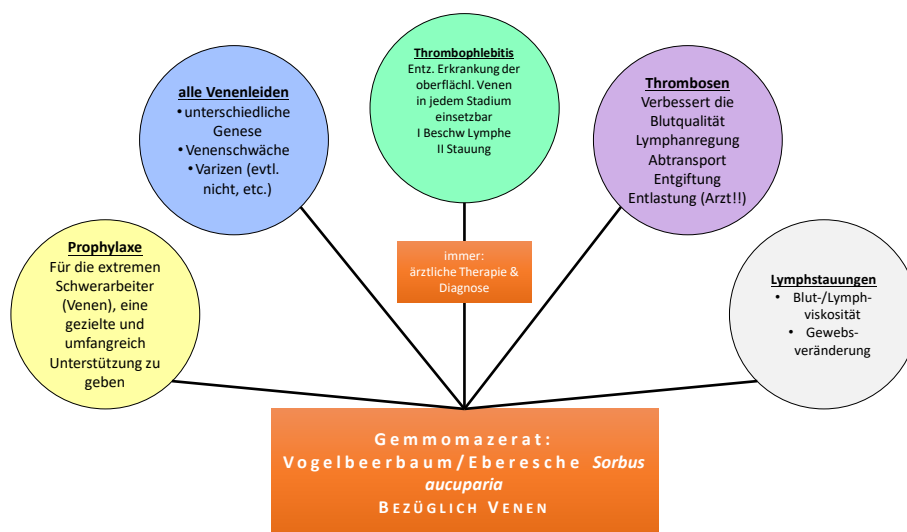 Prophylaxe
Für die extremen
Schwerarbeiter
(Venen), eine
gezielte und
umfangreich
Unterstützung zu
geben
alle Venenleiden
• unterschiedliche
Genese
• Venenschwäche
• Varizen (evtl.
nicht, etc.)
Thrombophlebitis
Entz. Erkrankung der
oberflächl. Venen
in jedem Stadium
einsetzbar
I Beschw Lymphe
II Stauung
immer:
ärztliche Therapie &
Diagnose
Thrombosen
Verbessert die
Blutqualität
Lymphanregung
Abtransport
Entgiftung
Entlastung (Arzt!!)
Lymphstauungen
• Blut-/Lymph-
viskosität
• Gewebs-
veränderung
Gemmomazerat:
Vogelbeerbaum/Eberesche Sorbus
aucuparia
BEZÜGLICH VENEN